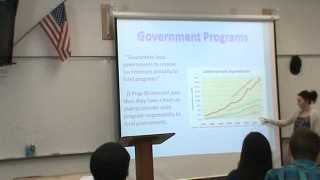 Government Programs
"Guarantee local
governments to receive
tax revenues annually to
fund programs."
If Prop 30 does not pass,
then they have a back up
plan to transfer state
program responsibility to
local governments.
California State Expenditures